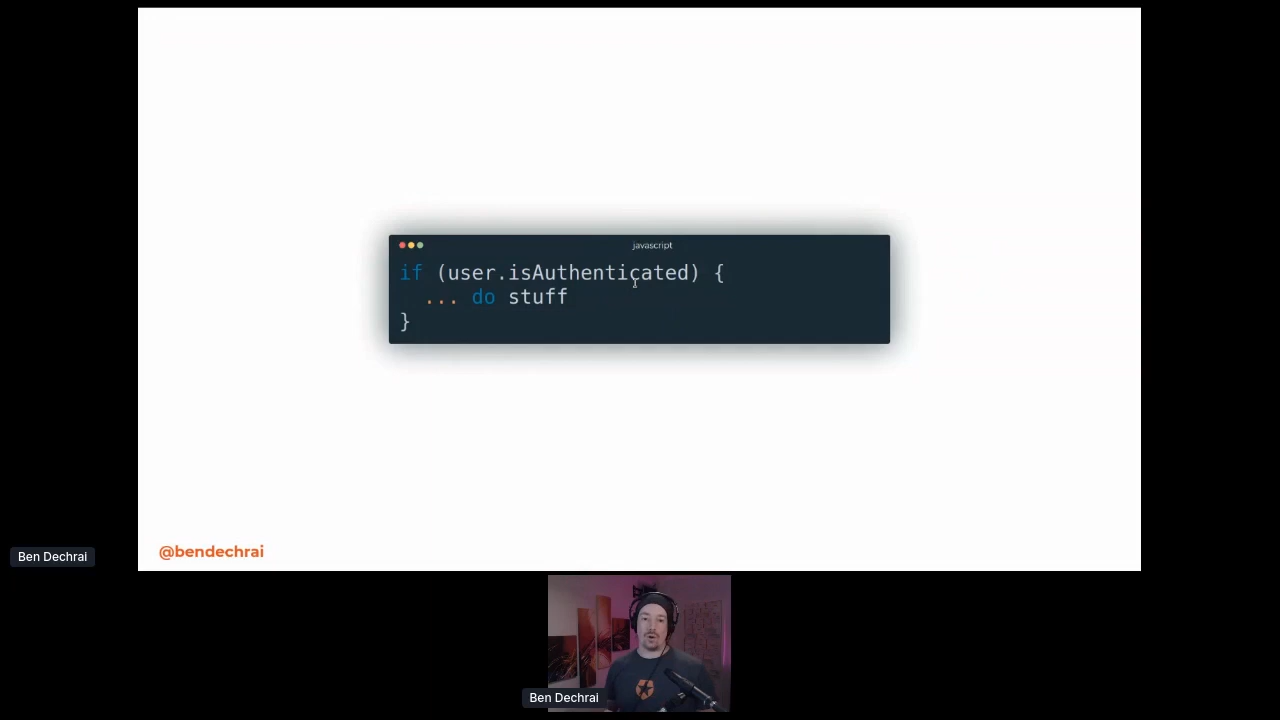 javascript
if (user.isAuthenticated) {
  ... do stuff
}
@bendechrai
Ben Dechrai
Ben Dechrai